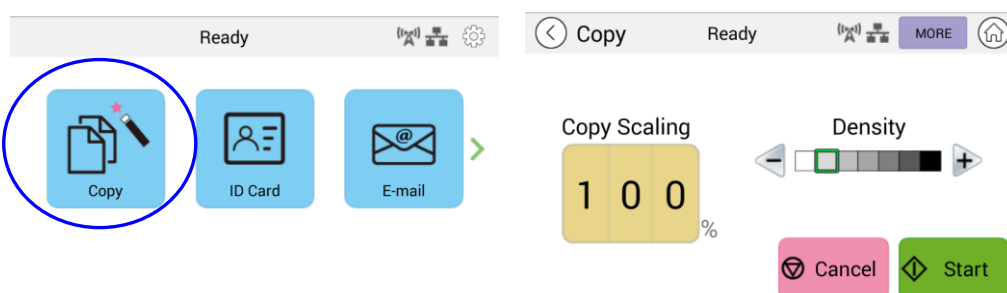 Ready
Copy
ID Card
E-mail
Copy
Ready
MORE
Copy Scaling
Density
1 0 0
%
Cancel
Start